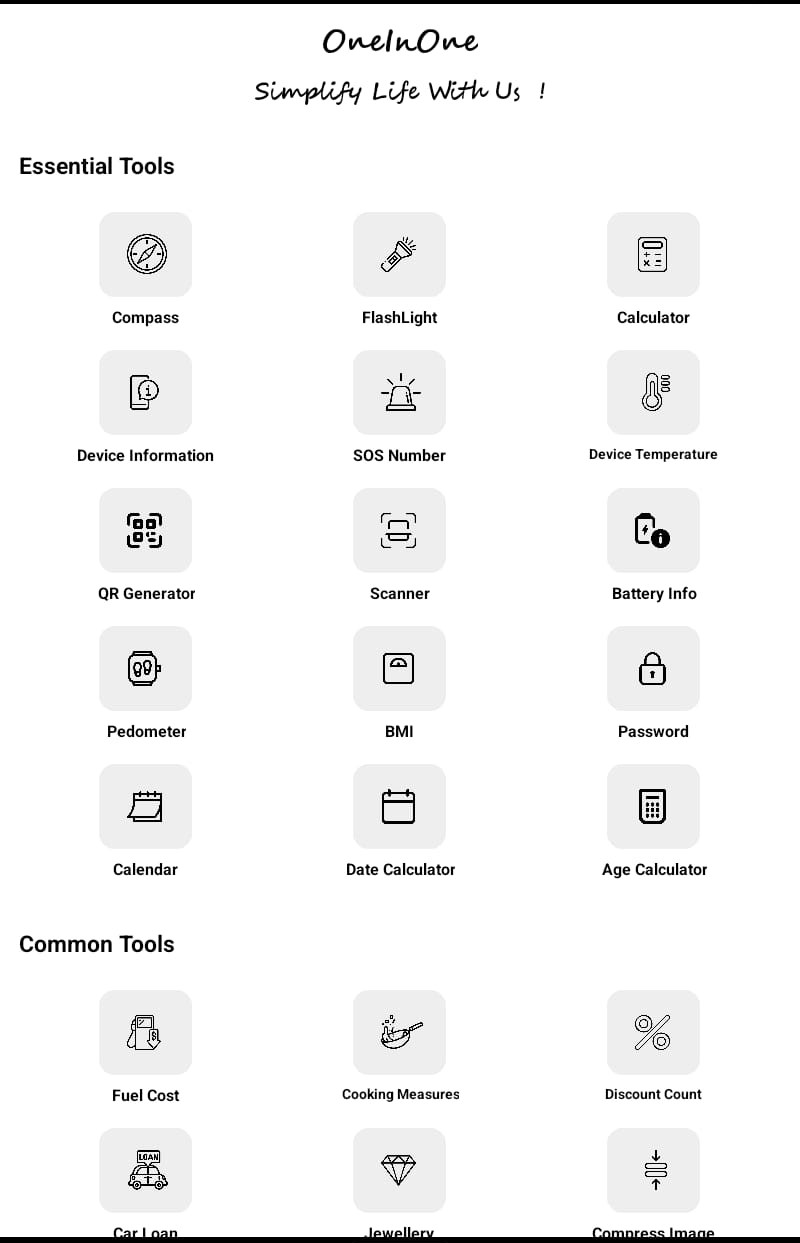 OneInOne
Simplify Life With Us !
Essential Tools
Compass
FlashLight
Calculator
Device Information
SOS Number
Device Temperature
QR Generator
Scanner
Battery Info
Pedometer
BMI
Password
Calendar
Date Calculator
Age Calculator
Common Tools
Fuel Cost
Cooking Measures
Discount Count
LOAN
Car Loan
Jewellery
Compress Image